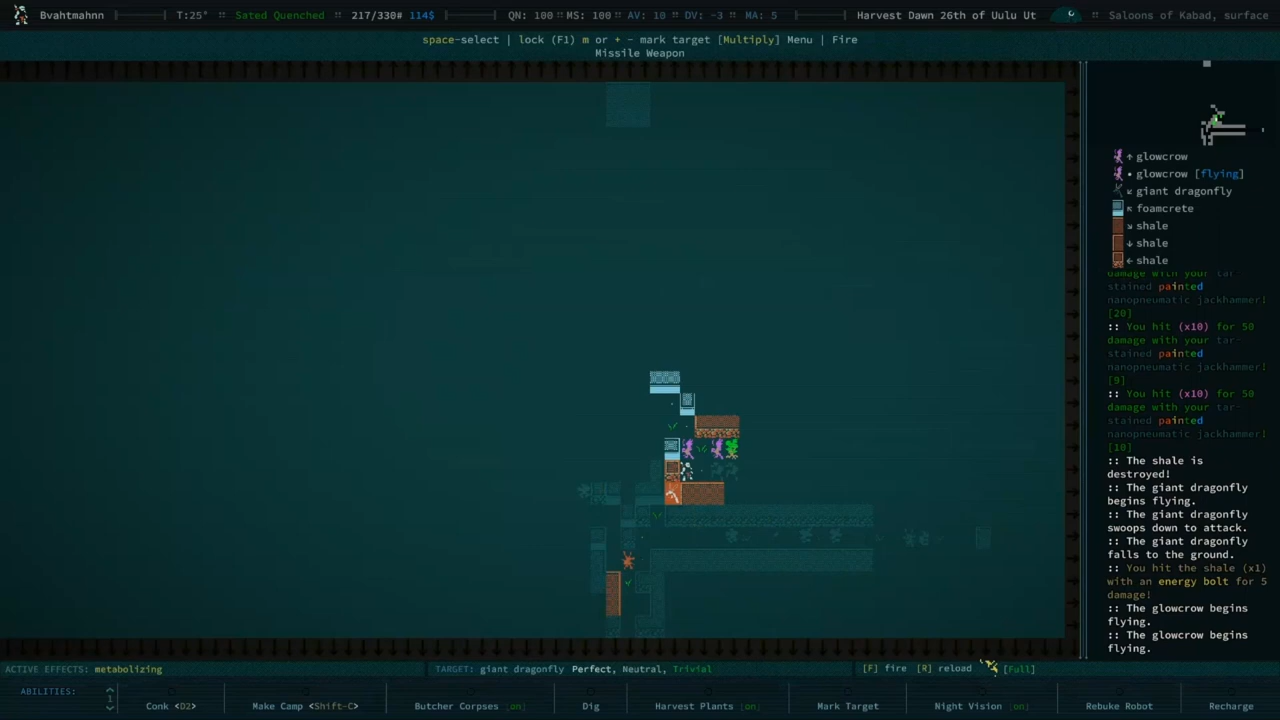 Bvahtmahnn T:25° :: Sated Quenched :: 217/330# 114$ QN: 100 :: MS: 100 :: AV: 10 :: DV: -3 :: MA: 5 Harvest Dawn 26th of Uulu Ut :: Saloons of Kabad, surface
space-select | lock (F1) m or + - mark target [Multiply] Menu | Fire
Missile Weapon
glowcrow
glowcrow [flying]
giant dragonfly
foamcrete
shale
shale
shale
damage with your tar-
stained painted
nanopneumatic jackhammer!
[20]
:: You hit (x10) for 50
damage with your tar-
stained painted
nanopneumatic jackhammer!
[9]
:: You hit (x10) for 50
damage with your tar-
stained painted
nanopneumatic jackhammer!
[10]
:: The shale is
destroyed!
:: The giant dragonfly
begins flying.
:: The giant dragonfly
swoops down to attack.
:: The giant dragonfly
falls to the ground.
:: You hit the shale (x1)
with an energy bolt for 5
damage!
:: The glowcrow begins
flying.
:: The glowcrow begins
flying.
ACTIVE EFFECTS: metabolizing TARGET: giant dragonfly Perfect, Neutral, Trivial [F] fire [R] reload [Full]
ABILITIES: 1 Conk <D2> Make Camp <Shift-C> Butcher Corpses [on] Dig Harvest Plants [on] Mark Target Night Vision [on] Rebuke Robot Recharge